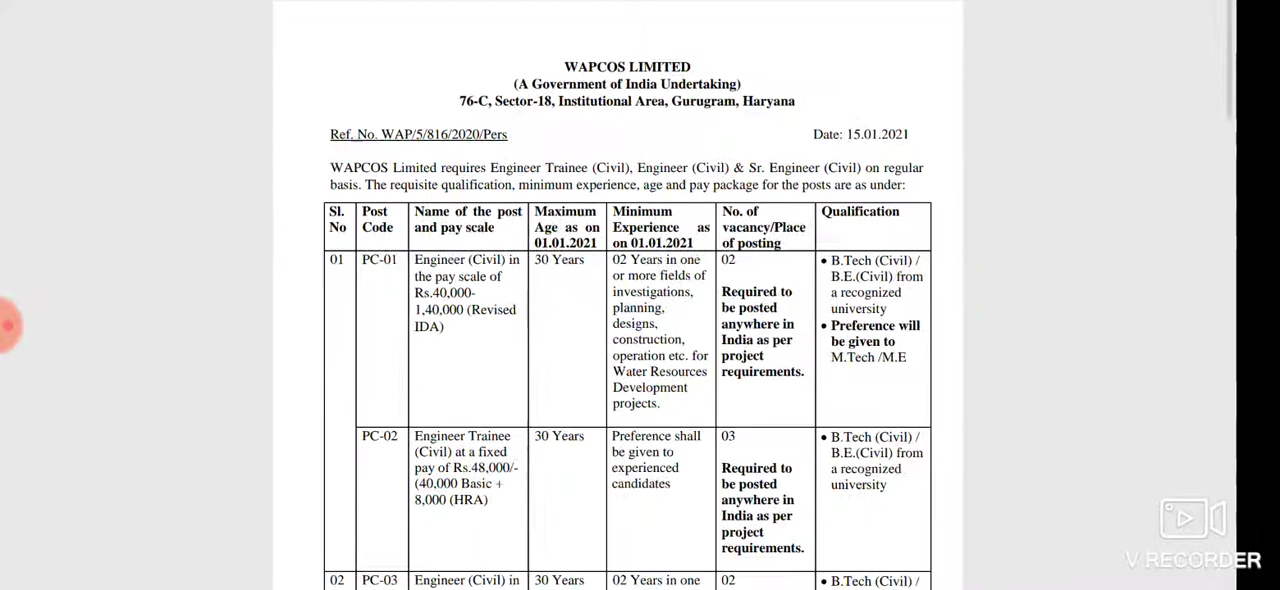 WAPCOS LIMITED
(A Government of India Undertaking)
76-C, Sector-18, Institutional Area, Gurugram, Haryana
Ref. No. WAP/5/816/2020/Pers
Date: 15.01.2021
WAPCOS Limited requires Engineer Trainee (Civil), Engineer (Civil) & Sr. Engineer (Civil) on regular
basis. The requisite qualification, minimum experience, age and pay package for the posts are as under:
Sl.
No
Post
Code
Name of the post
and pay scale
Maximum
Age as on
01.01.2021
Minimum
Experience as
on 01.01.2021
No. of
vacancy/Place
of posting
Qualification
01
PC-01
Engineer (Civil) in
the pay scale of
Rs.40,000-
1,40,000 (Revised
IDA)
30 Years
02 Years in one
or more fields of
investigations,
planning,
designs,
construction,
operation etc. for
Water Resources
Development
projects.
02
Required to
be posted
anywhere in
India as per
project
requirements.
• B.Tech (Civil) /
B.E.(Civil) from
a recognized
university
• Preference will
be given to
M.Tech /M.E
PC-02
Engineer Trainee
(Civil) at a fixed
pay of Rs.48,000/-
(40,000 Basic +
8,000 (HRA)
30 Years
Preference shall
be given to
experienced
candidates
03
Required to
be posted
anywhere in
India as per
project
requirements.
• B.Tech (Civil) /
B.E.(Civil) from
a recognized
university
02
PC-03
Engineer (Civil) in
30 Years
02 Years in one
02
• B.Tech (Civil) /
V RECORDER